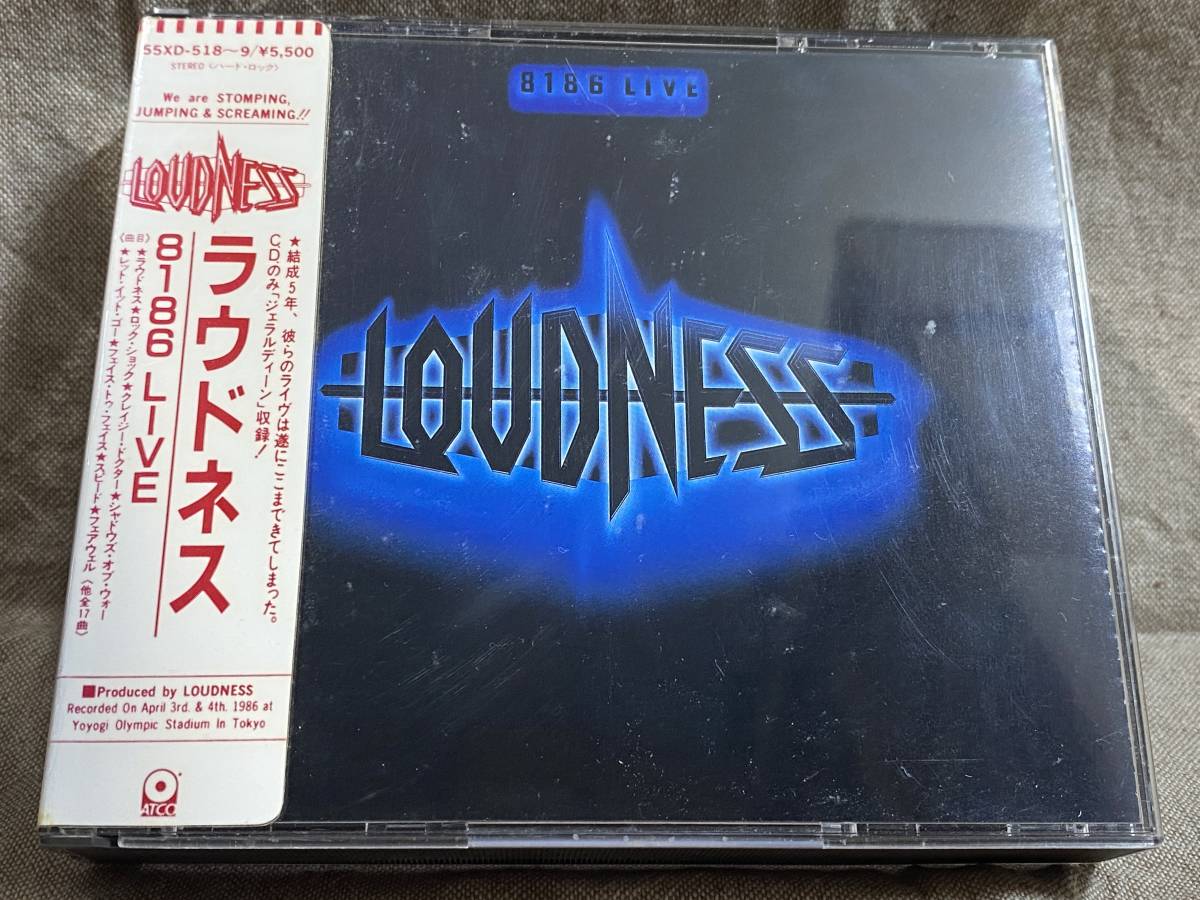 55XD-518～9/¥5,500
STEREO〈ハード・ロック〉
We are STOMPING,
JUMPING & SCREAMING.!!
LOUDNESS
★結成5年、彼らのライヴは遂にここまできてしまった。
C.D.のみ「ジェラルディーン」収録！
ラウドネス
8186 LIVE
〈曲目〉★ラウドネス★ロック・ショック★クレイジー・ドクター★シャドウズ・オブ・ウォー
★レット・イット・ゴー★フェイス・トゥ・フェイス★スピード★フェアウェル〈他全17曲〉
■Produced by LOUDNESS
Recorded On April 3rd. & 4th. 1986 at
Yoyogi Olympic Stadium In Tokyo
ATCO
8186 LIVE
LOUDNESS